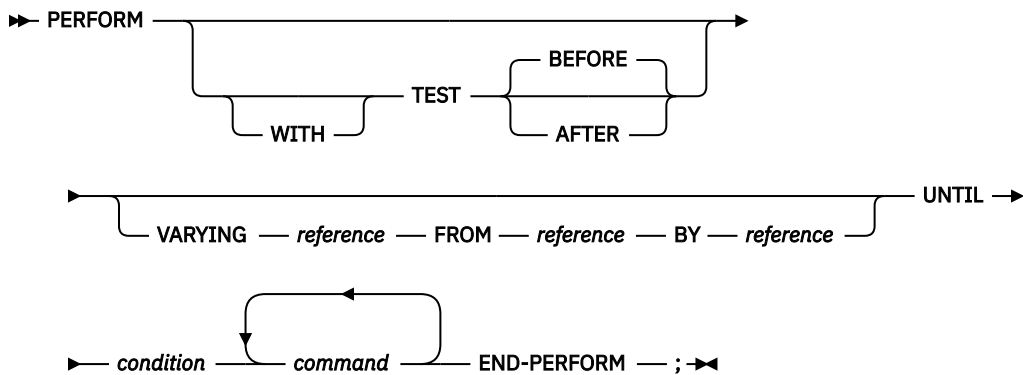 PERFORM
BEFORE
TEST
WITH
AFTER
UNTIL
VARYING reference FROM reference BY reference
condition command END-PERFORM ;